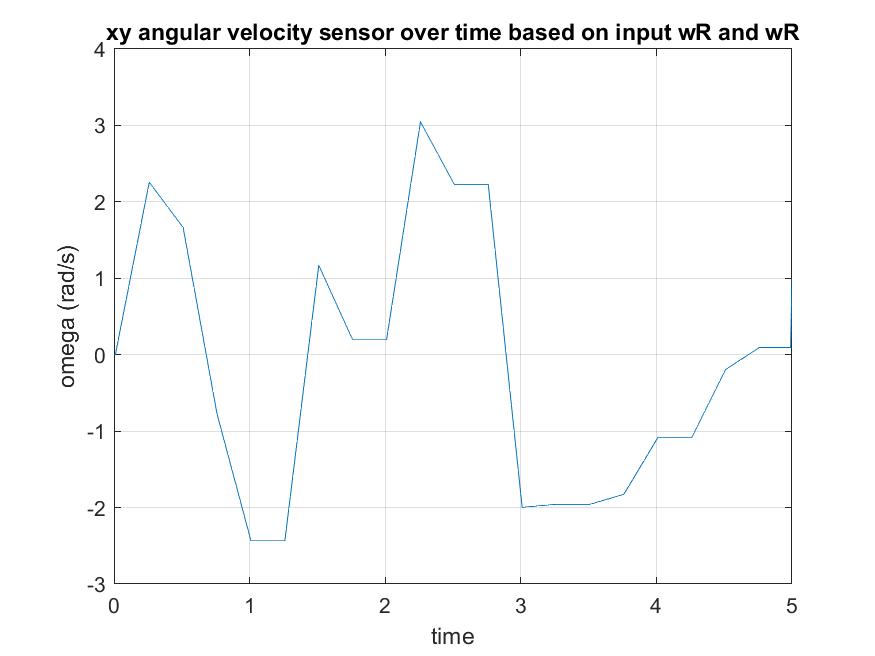 xy angular velocity sensor over time based on input wR and wR
4
3
2
1
0
-1
-2
-3
omega (rad/s)
0 1 2 3 4 5
time